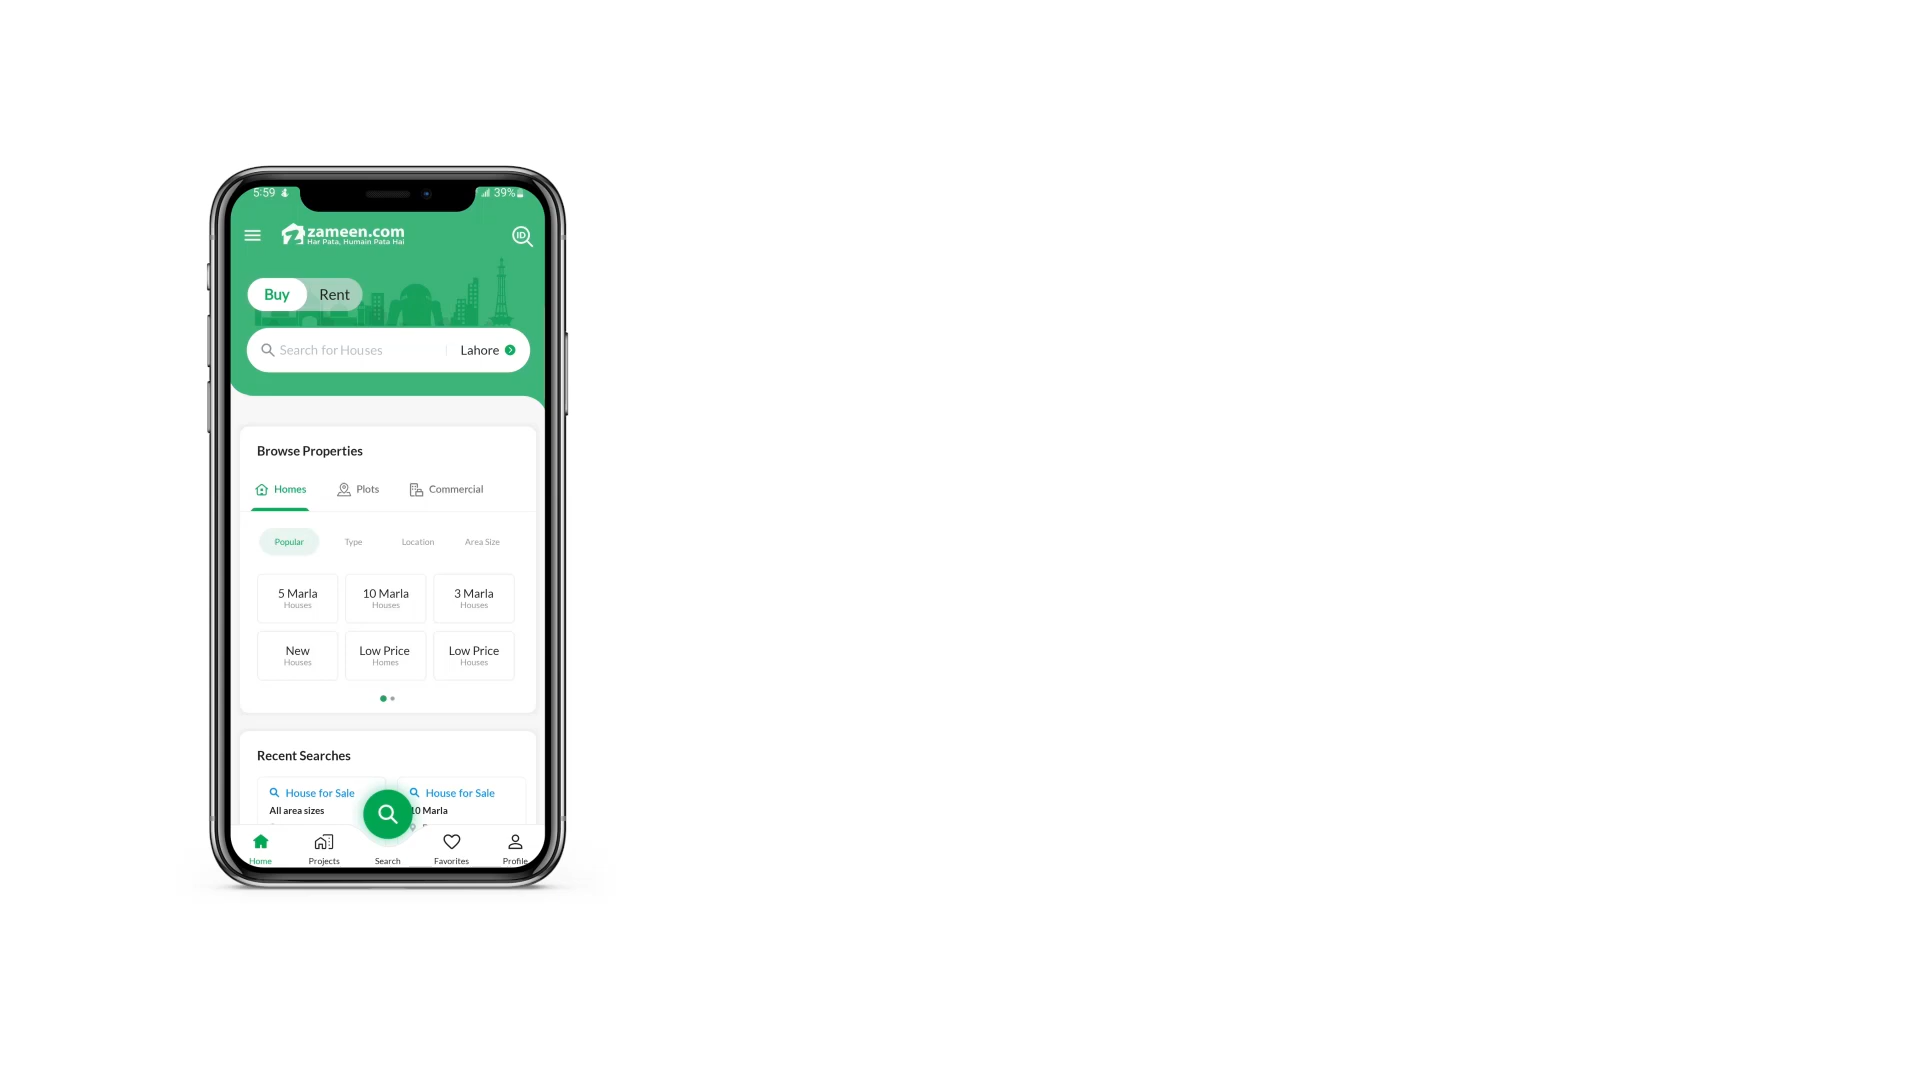 5:59
39%
zameen.com
Har Pata, Humain Pata Hai
ID
Buy Rent
Search for Houses Lahore
Browse Properties
Homes Plots Commercial
Popular Type Location Area Size
5 Marla 10 Marla 3 Marla
Houses Houses Houses
New Low Price Low Price
Houses Homes Houses
Recent Searches
House for Sale House for Sale
All area sizes 10 Marla
Home Projects Search Favorites Profile